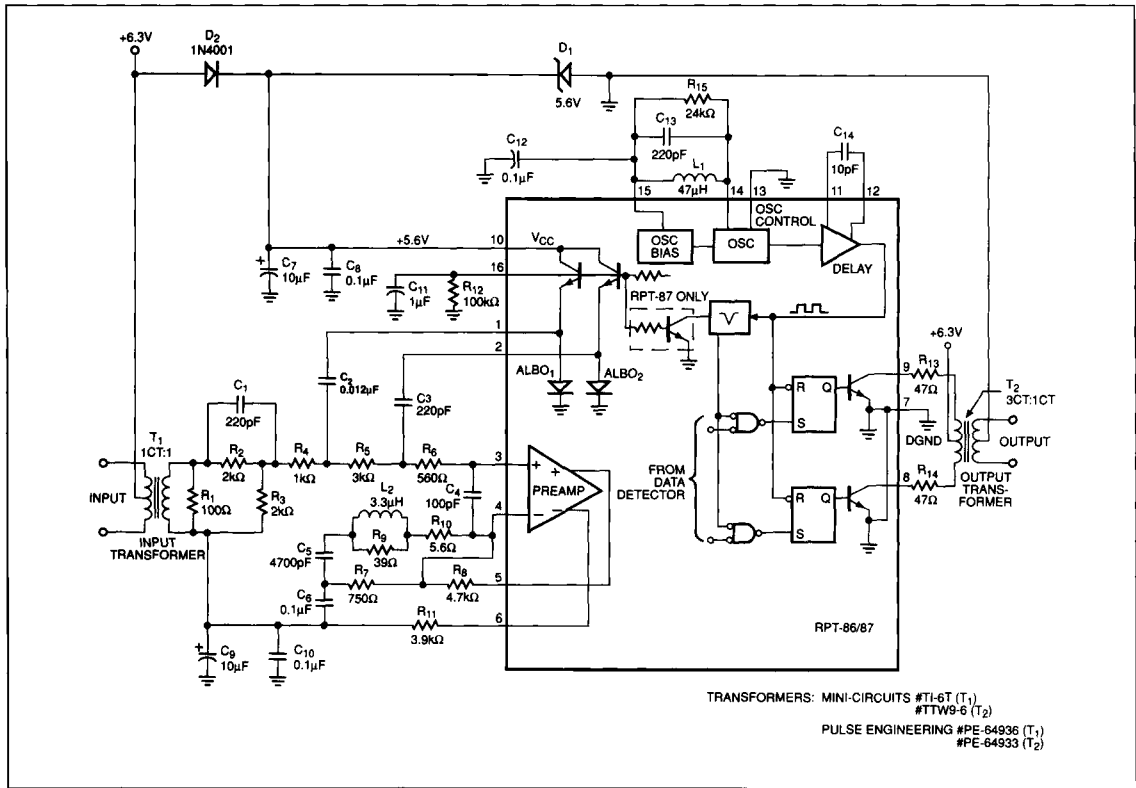 +6.3V
D2
1N4001
D1
5.6V
R15
24kΩ
C13
220pF
L1
47µH
C12
0.1µF
C14
10pF
15
14
13
11
12
OSC
CONTROL
OSC
BIAS
OSC
DELAY
+5.6V
10
VCC
C7
10µF
C8
0.1µF
16
C11
1µF
R12
100kΩ
RPT-87 ONLY
1
2
ALBO1
ALBO2
C2
0.012µF
C3
220pF
C1
220pF
T1
1CT:1
R2
2kΩ
R4
1kΩ
R5
3kΩ
R6
560Ω
3
INPUT
R1
100Ω
R3
2kΩ
INPUT
TRANSFORMER
L2
3.3µH
C4
100pF
4
+
+
PREAMP
−
−
R9
39Ω
R10
5.6Ω
C5
4700pF
R7
750Ω
R8
4.7kΩ
5
C6
0.1µF
R11
3.9kΩ
6
C9
10µF
C10
0.1µF
FROM
DATA
DETECTOR
R
Q
S
R
Q
S
9
R13
47Ω
7
DGND
8
R14
47Ω
+6.3V
T2
3CT:1CT
OUTPUT
OUTPUT
TRANS-
FORMER
RPT-86/87
TRANSFORMERS: MINI-CIRCUITS #TI-6T (T1)
#TTW9-6 (T2)
PULSE ENGINEERING #PE-64936 (T1)
#PE-64933 (T2)